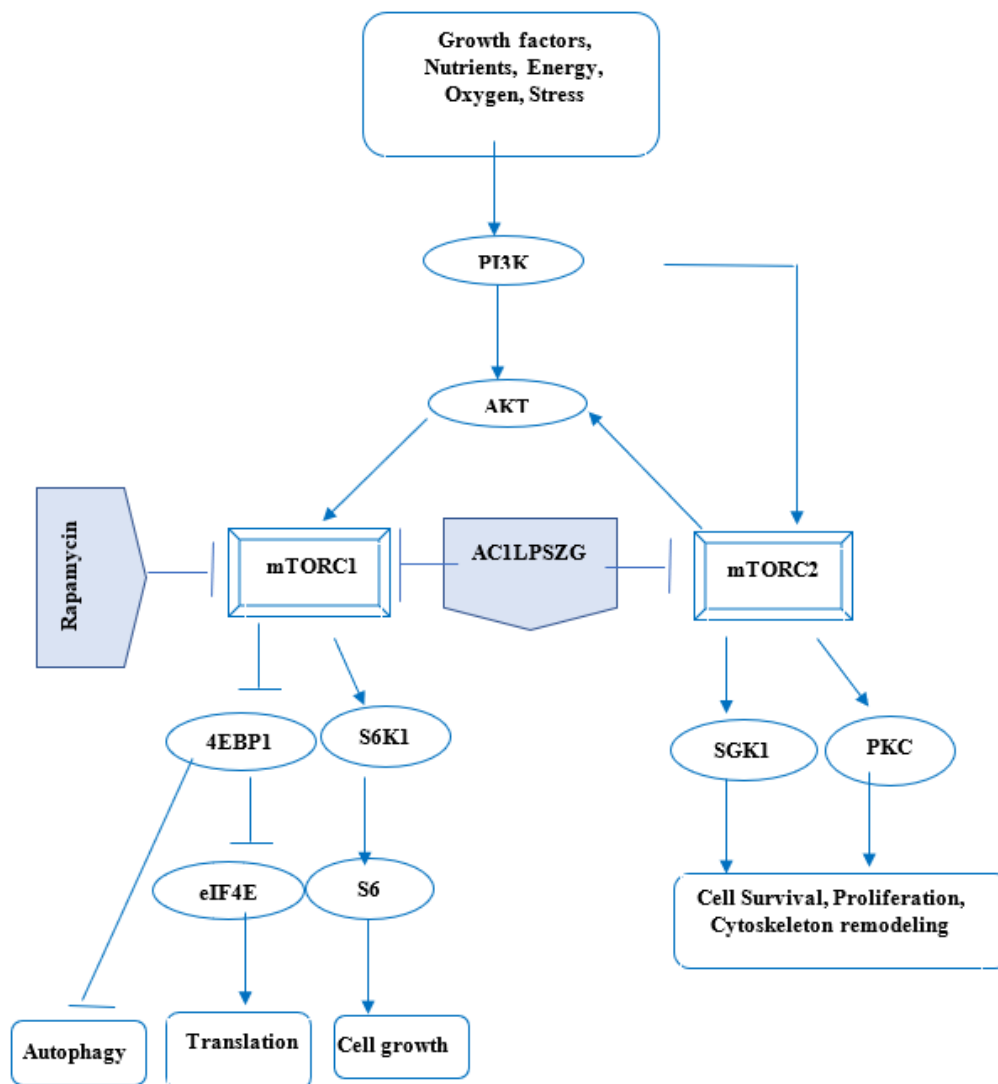 Growth factors,
Nutrients, Energy,
Oxygen, Stress
PI3K
AKT
Rapamycin
mTORC1
AC1LPSZG
mTORC2
4EBP1
S6K1
SGK1
PKC
eIF4E
S6
Cell Survival, Proliferation,
Cytoskeleton remodeling
Autophagy
Translation
Cell growth